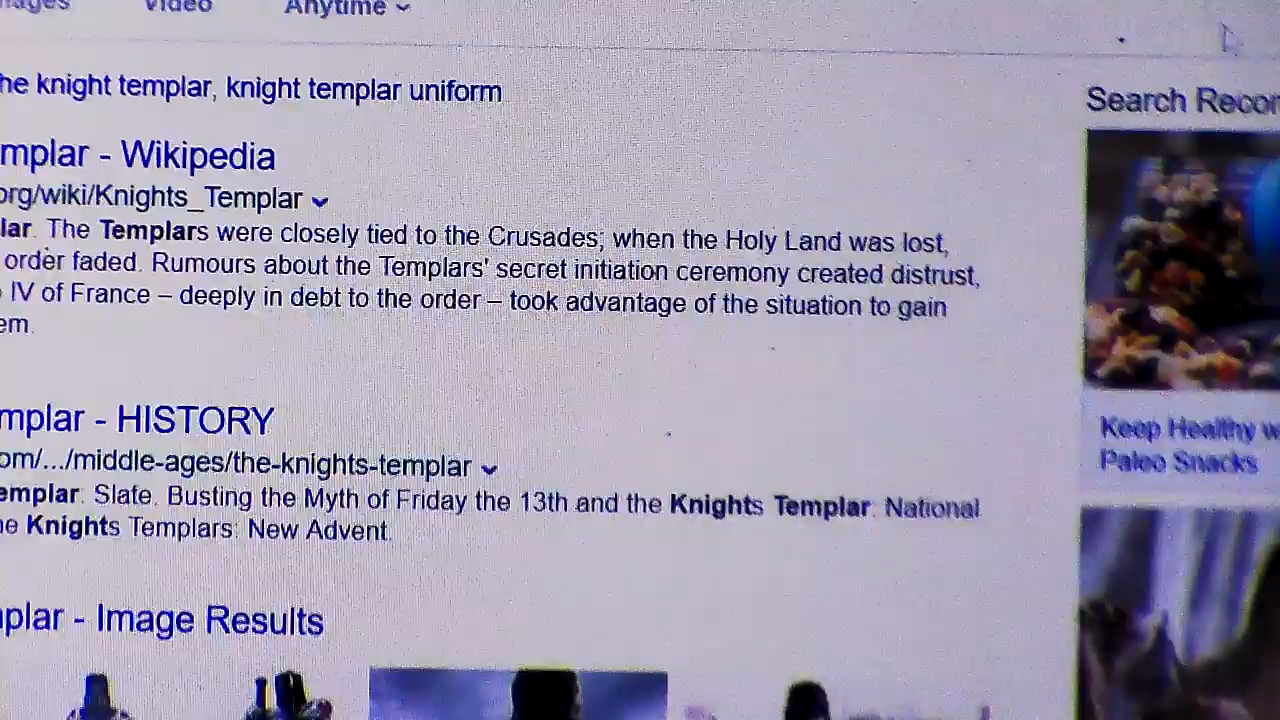 Video Anytime
he knight templar, knight templar uniform
Search Recor
mplar - Wikipedia
org/wiki/Knights_Templar
lar. The Templars were closely tied to the Crusades; when the Holy Land was lost,
order faded. Rumours about the Templars' secret initiation ceremony created distrust,
IV of France – deeply in debt to the order – took advantage of the situation to gain
em.
mplar - HISTORY
om/.../middle-ages/the-knights-templar
Keep Healthy w
Paleo Snacks
emplar. Slate. Busting the Myth of Friday the 13th and the Knights Templar: National
he Knights Templars: New Advent.
plar - Image Results